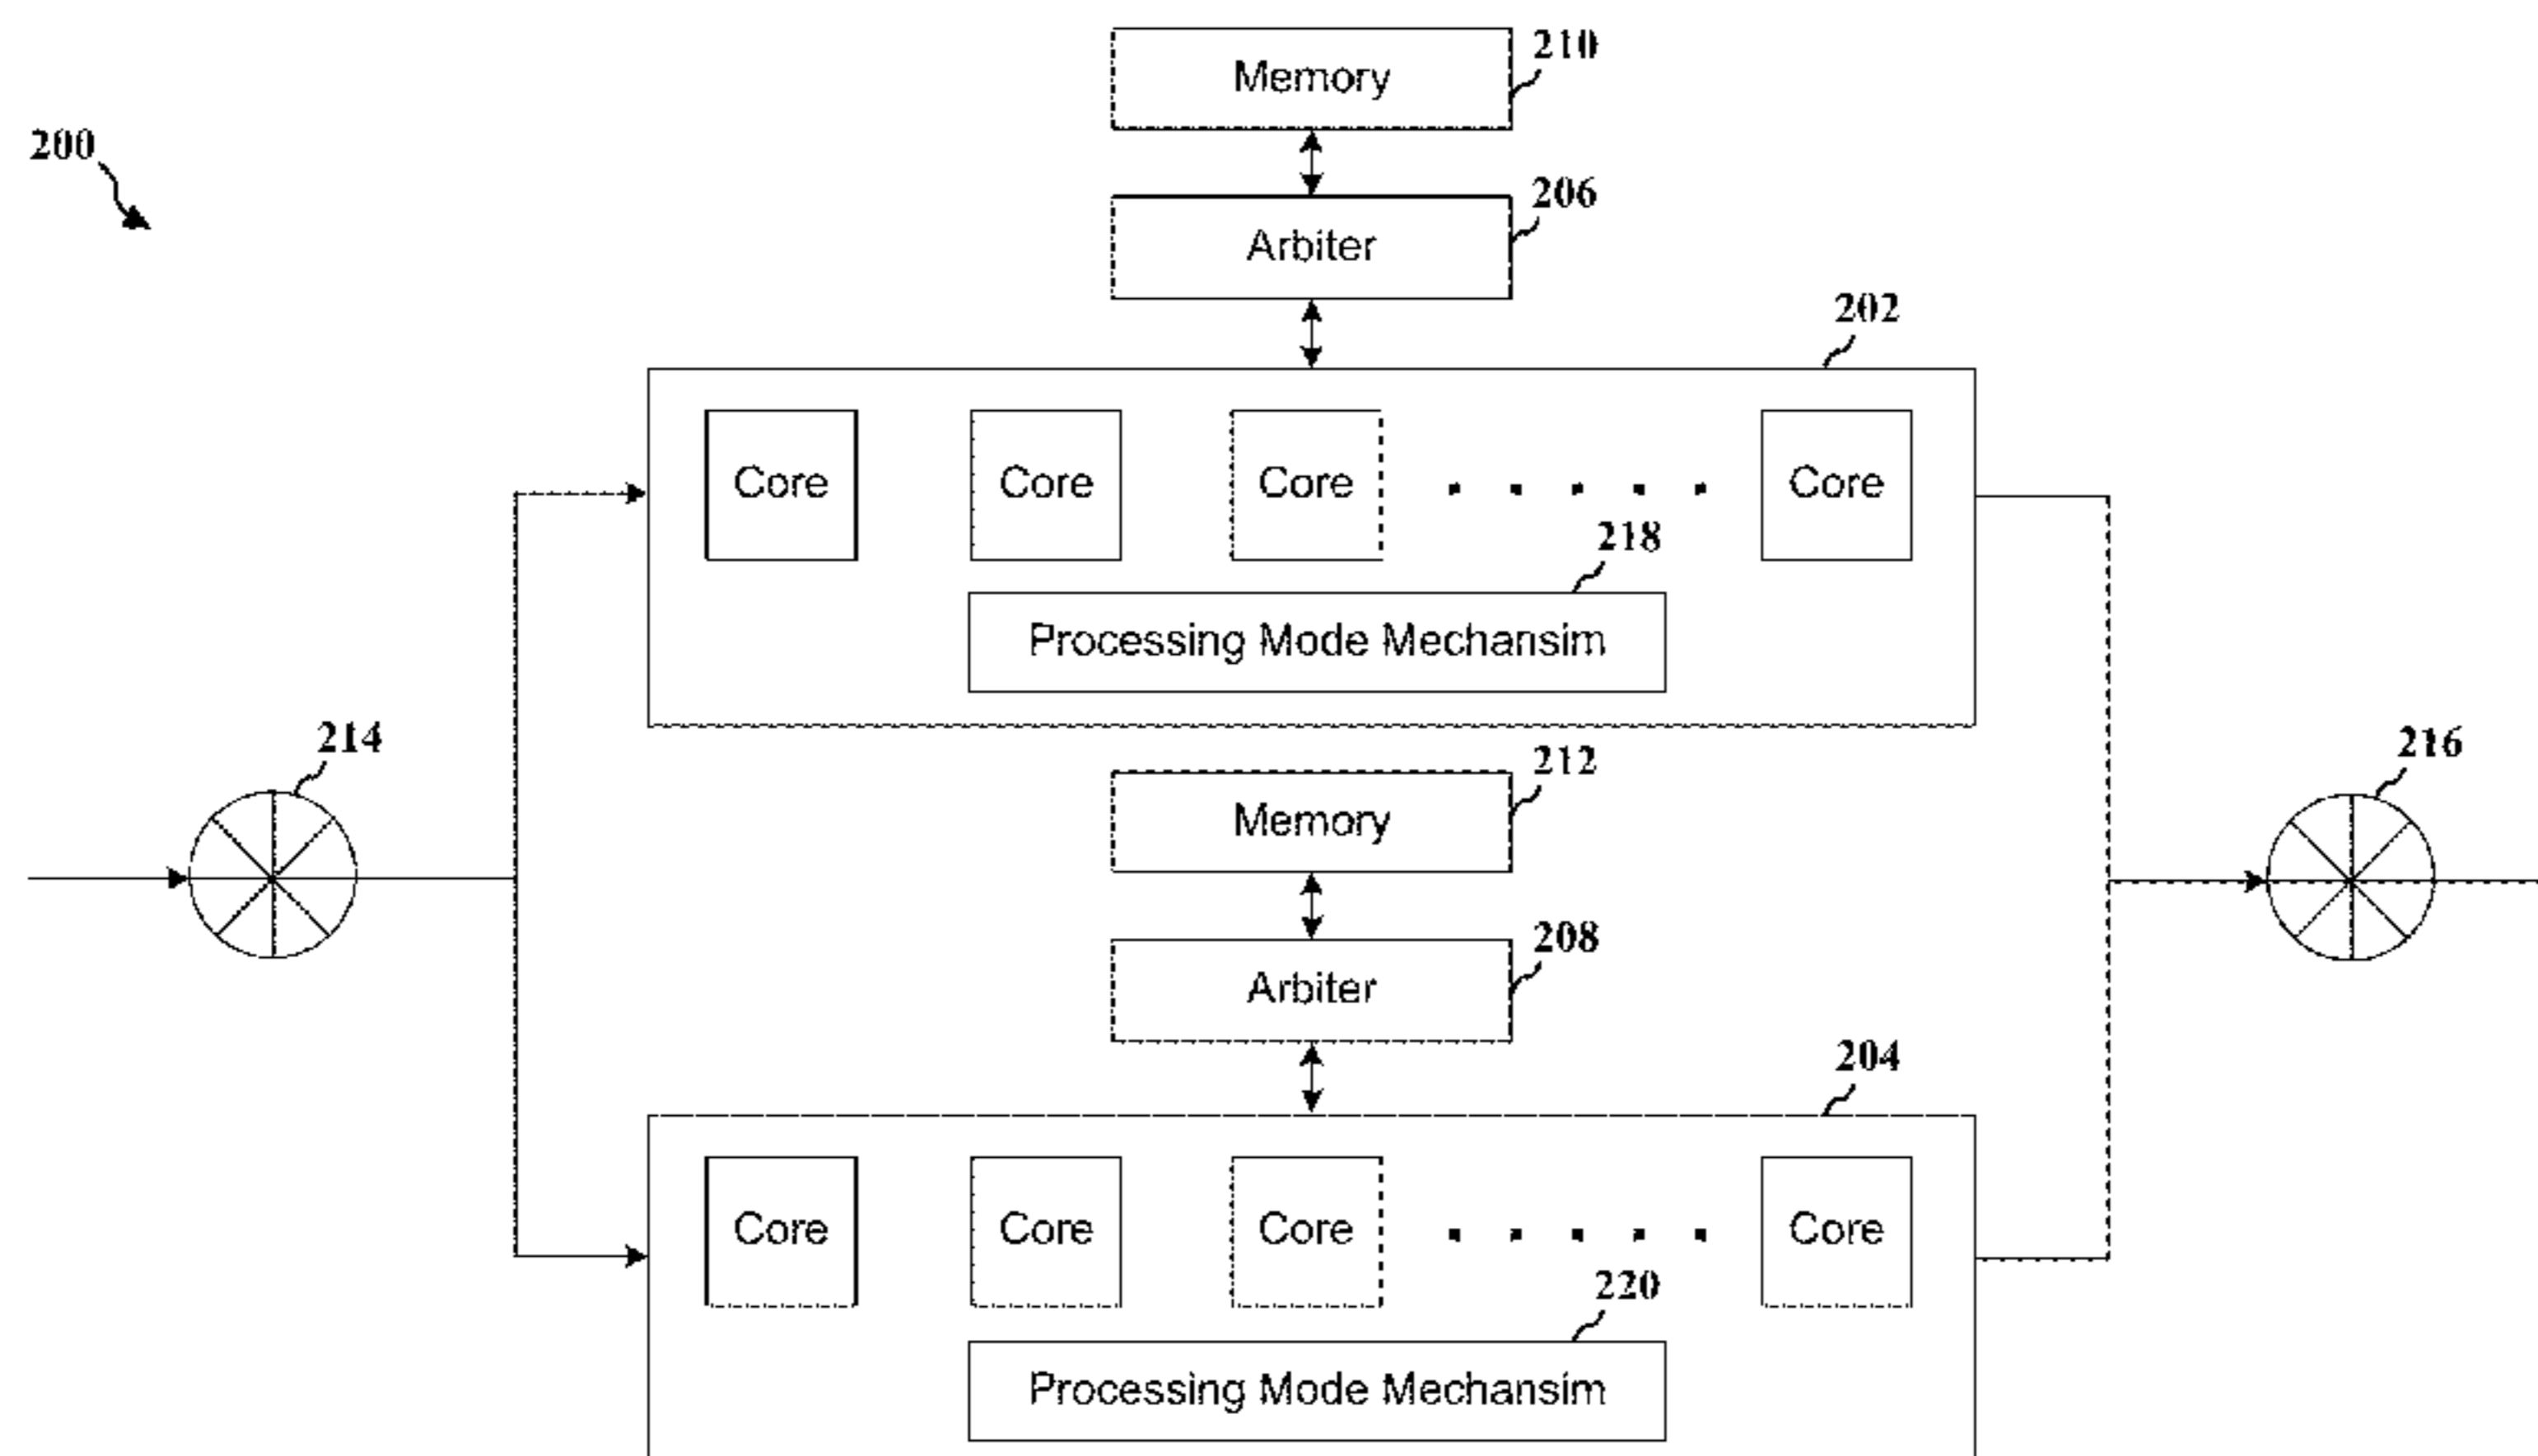 210
Memory
200
206
Arbiter
202
Core Core Core . . . . . Core
218
Processing Mode Mechansim
214
212
216
Memory
208
Arbiter
204
Core Core Core . . . . . Core
220
Processing Mode Mechansim